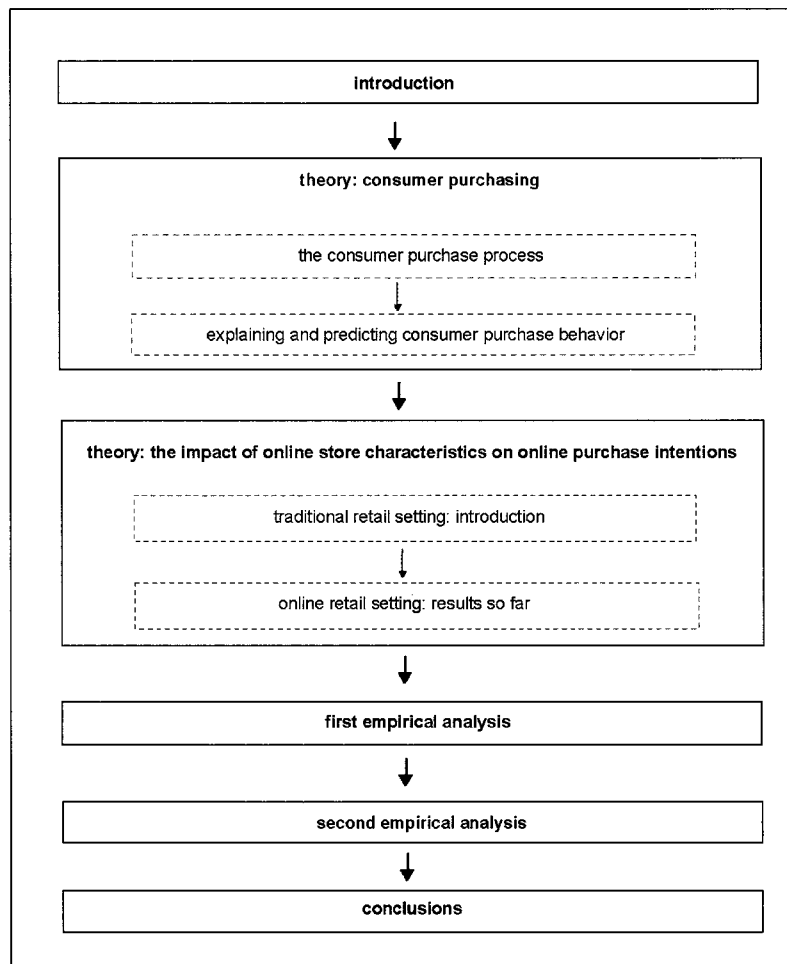 introduction
theory: consumer purchasing
the consumer purchase process
explaining and predicting consumer purchase behavior
theory: the impact of online store characteristics on online purchase intentions
traditional retail setting: introduction
online retail setting: results so far
first empirical analysis
second empirical analysis
conclusions